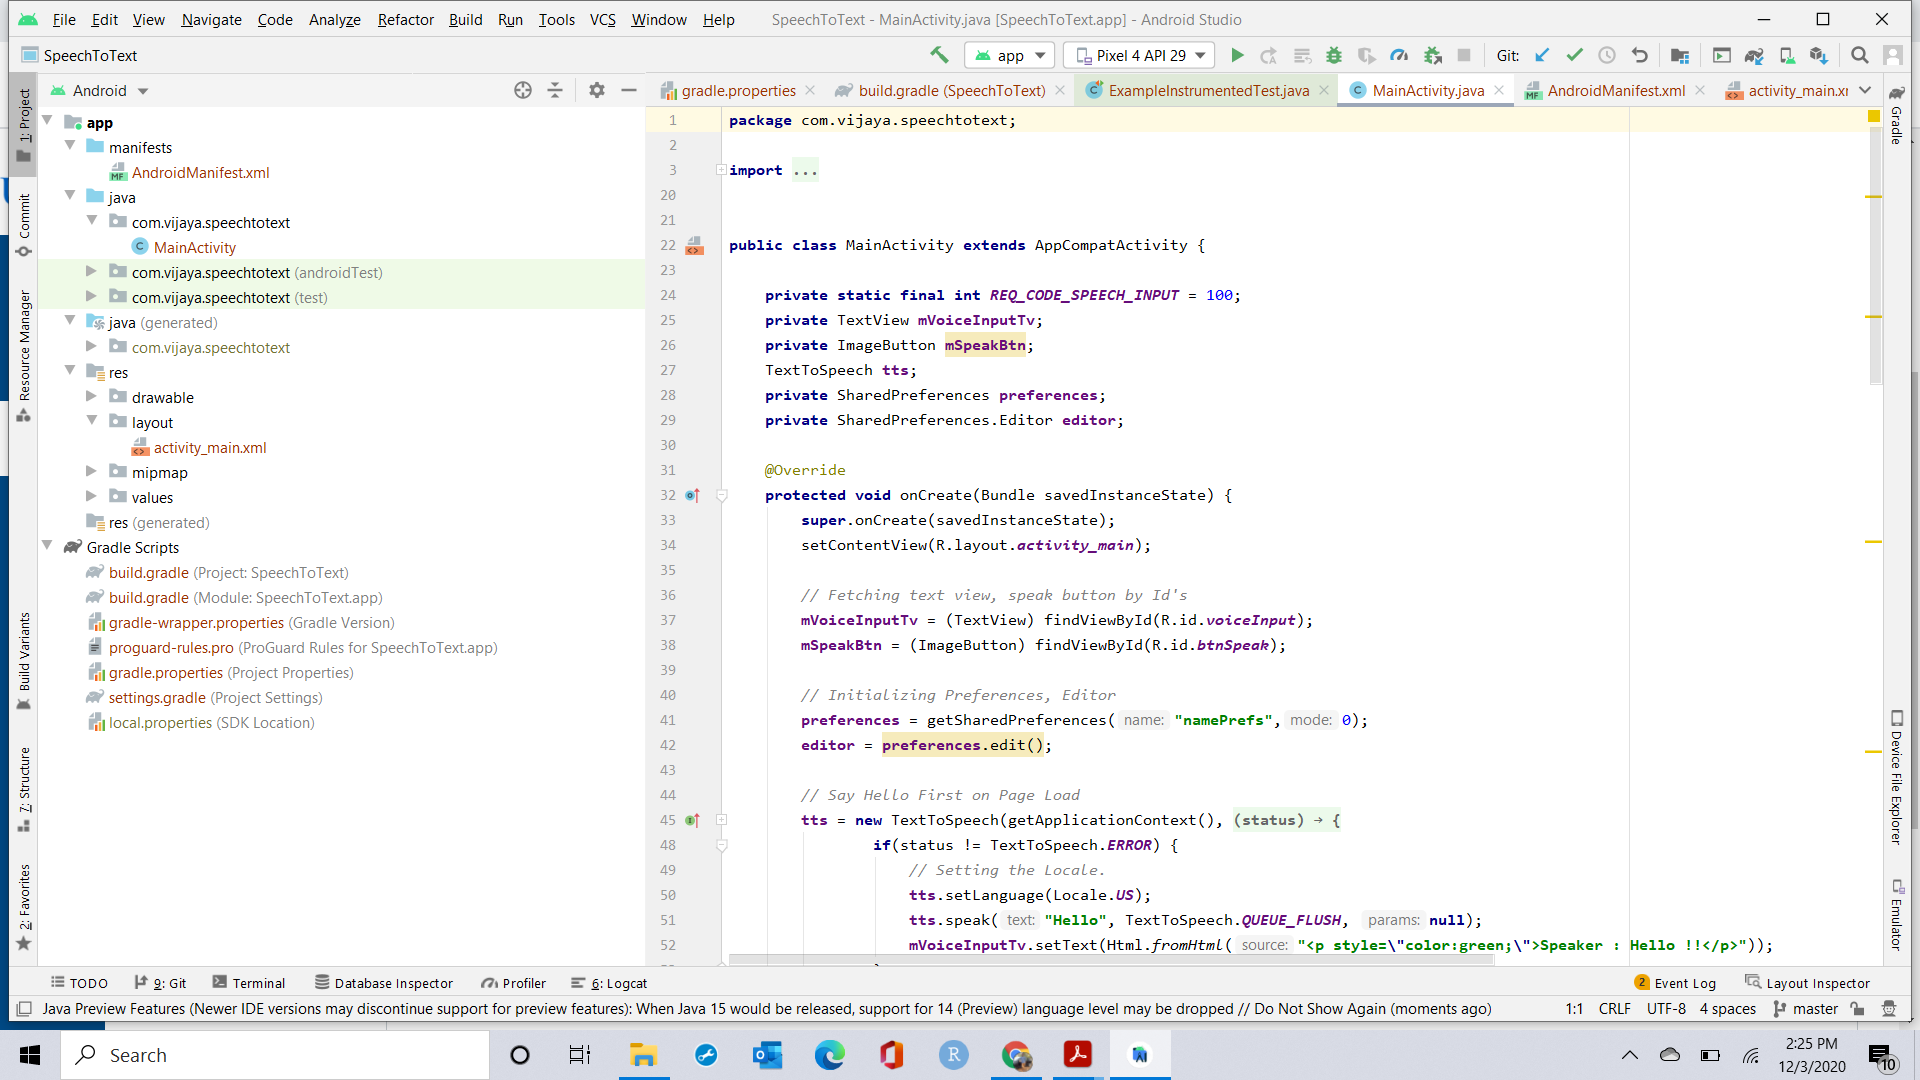 File Edit View Navigate Code Analyze Refactor Build Run Tools VCS Window Help SpeechToText - MainActivity.java [SpeechToText.app] - Android Studio
SpeechToText app Pixel 4 API 29 Git:
Android
gradle.properties build.gradle (SpeechToText) ExampleInstrumentedTest.java MainActivity.java AndroidManifest.xml activity_main.xm
1: Project
Commit
Resource Manager
Build Variants
7: Structure
2: Favorites
app
manifests
AndroidManifest.xml
java
com.vijaya.speechtotext
MainActivity
com.vijaya.speechtotext (androidTest)
com.vijaya.speechtotext (test)
java (generated)
com.vijaya.speechtotext
res
drawable
layout
activity_main.xml
mipmap
values
res (generated)
Gradle Scripts
build.gradle (Project: SpeechToText)
build.gradle (Module: SpeechToText.app)
gradle-wrapper.properties (Gradle Version)
proguard-rules.pro (ProGuard Rules for SpeechToText.app)
gradle.properties (Project Properties)
settings.gradle (Project Settings)
local.properties (SDK Location)
1 package com.vijaya.speechtotext;
2
3 import ...
20
21
22 public class MainActivity extends AppCompatActivity {
23
24 private static final int REQ_CODE_SPEECH_INPUT = 100;
25 private TextView mVoiceInputTv;
26 private ImageButton mSpeakBtn;
27 TextToSpeech tts;
28 private SharedPreferences preferences;
29 private SharedPreferences.Editor editor;
30
31 @Override
32 protected void onCreate(Bundle savedInstanceState) {
33 super.onCreate(savedInstanceState);
34 setContentView(R.layout.activity_main);
35
36 // Fetching text view, speak button by Id's
37 mVoiceInputTv = (TextView) findViewById(R.id.voiceInput);
38 mSpeakBtn = (ImageButton) findViewById(R.id.btnSpeak);
39
40 // Initializing Preferences, Editor
41 preferences = getSharedPreferences( name: "namePrefs", mode: 0);
42 editor = preferences.edit();
43
44 // Say Hello First on Page Load
45 tts = new TextToSpeech(getApplicationContext(), (status) → {
48 if(status != TextToSpeech.ERROR) {
49 // Setting the Locale.
50 tts.setLanguage(Locale.US);
51 tts.speak( text: "Hello", TextToSpeech.QUEUE_FLUSH, params: null);
52 mVoiceInputTv.setText(Html.fromHtml( source: "<p style=\"color:green;\">Speaker : Hello !!</p>"));
Gradle
Device File Explorer
Emulator
TODO 9: Git Terminal Database Inspector Profiler 6: Logcat 2 Event Log Layout Inspector
Java Preview Features (Newer IDE versions may discontinue support for preview features): When Java 15 would be released, support for 14 (Preview) language level may be dropped // Do Not Show Again (moments ago) 1:1 CRLF UTF-8 4 spaces master
Search
R
2:25 PM
12/3/2020
10